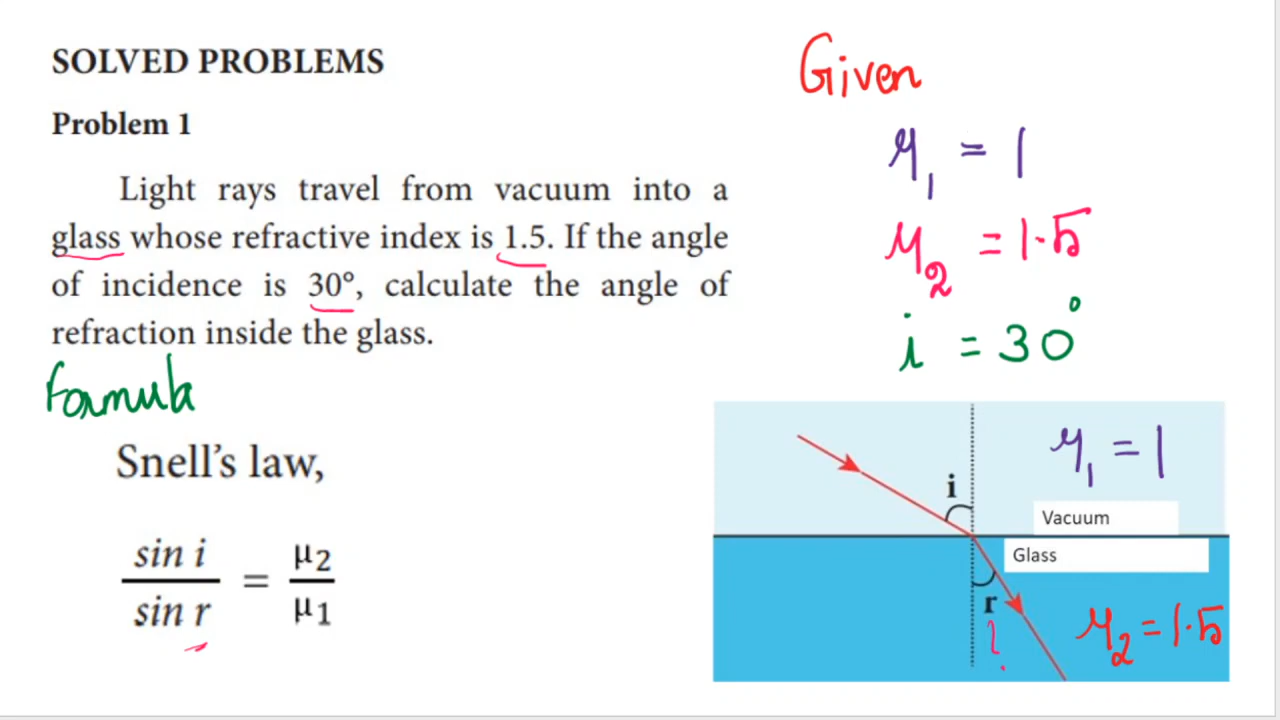 SOLVED PROBLEMS
Problem 1
Light rays travel from vacuum into a
glass whose refractive index is 1.5. If the angle
of incidence is 30°, calculate the angle of
refraction inside the glass.
Formula
Snell's law,
sin i / sin r = μ2 / μ1
Given
μ1 = 1
μ2 = 1.5
i = 30°
i
μ1 = 1
Vacuum
Glass
r
?
μ2 = 1.5